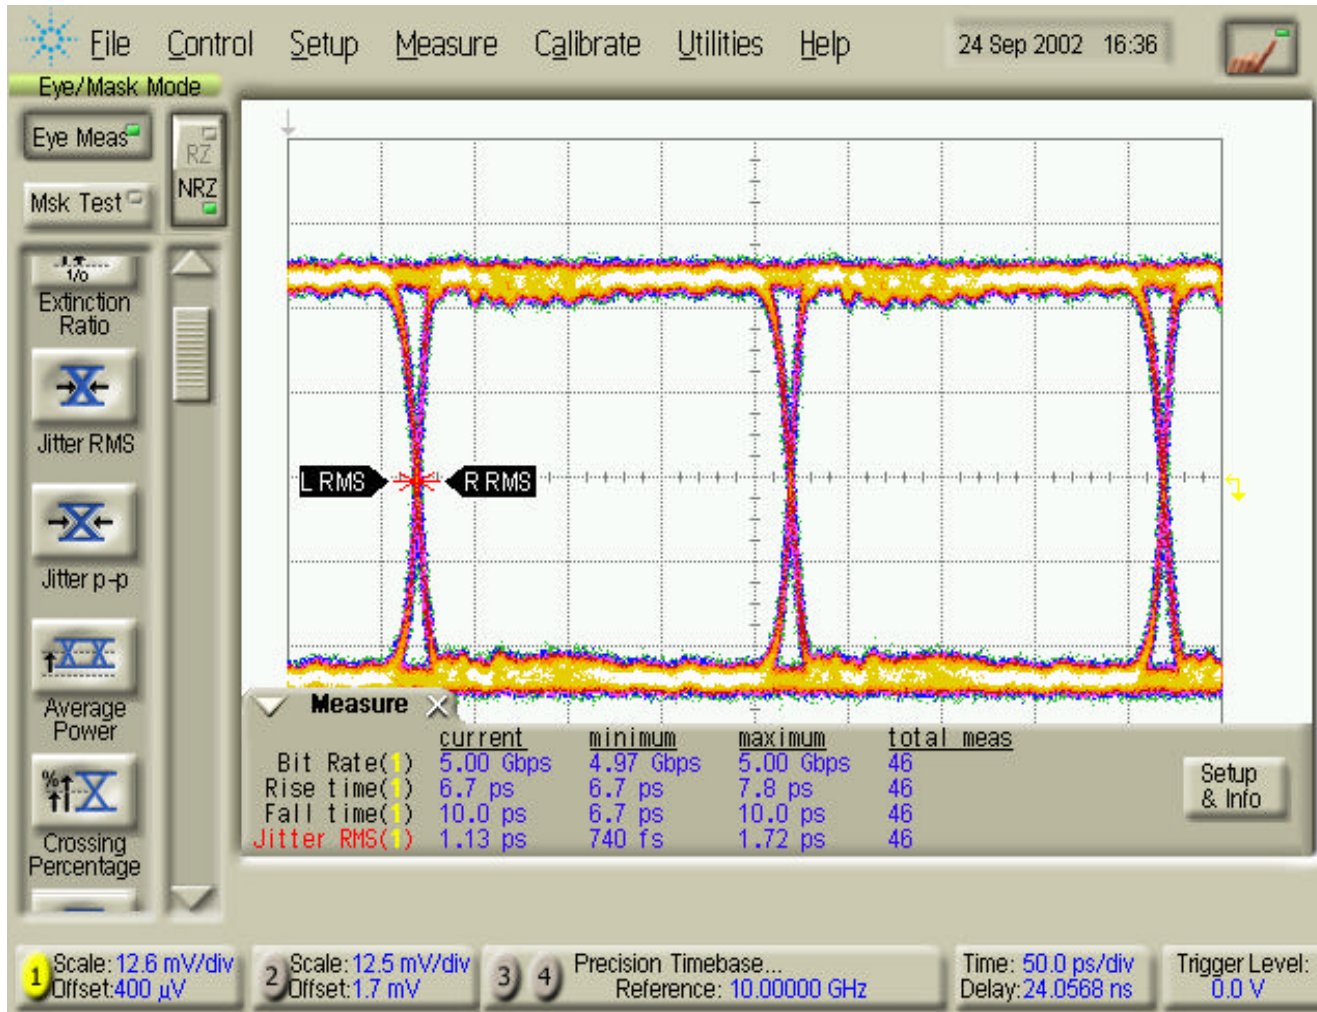 File Control Setup Measure Calibrate Utilities Help 24 Sep 2002 16:36
Eye/Mask Mode
Eye Meas
RZ
NRZ
Msk Test
1/0
Extinction
Ratio
Jitter RMS
Jitter p-p
Average
Power
%
Crossing
Percentage
L RMS R RMS
Measure
current minimum maximum total meas
Bit Rate(1) 5.00 Gbps 4.97 Gbps 5.00 Gbps 46
Rise time(1) 6.7 ps 6.7 ps 7.8 ps 46
Fall time(1) 10.0 ps 6.7 ps 10.0 ps 46
Jitter RMS(1) 1.13 ps 740 fs 1.72 ps 46
Setup
& Info
1 Scale: 12.6 mV/div
Offset: 400 µV
2 Scale: 12.5 mV/div
Offset: 1.7 mV
3 4 Precision Timebase...
Reference: 10.00000 GHz
Time: 50.0 ps/div
Delay: 24.0568 ns
Trigger Level:
0.0 V